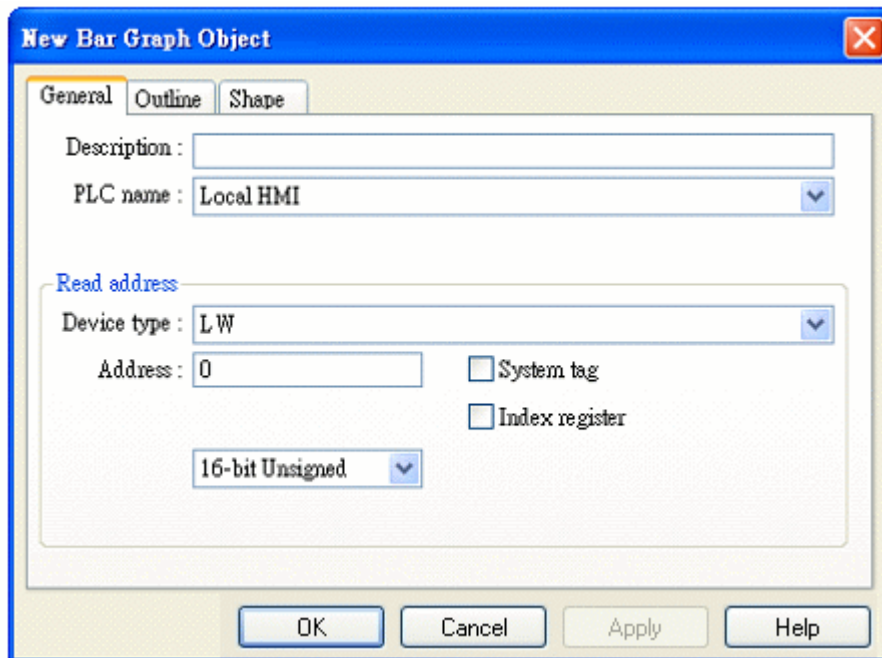 New Bar Graph Object
General Outline Shape
Description :
PLC name : Local HMI
Read address
Device type : LW
Address : 0 System tag
Index register
16-bit Unsigned
OK Cancel Apply Help